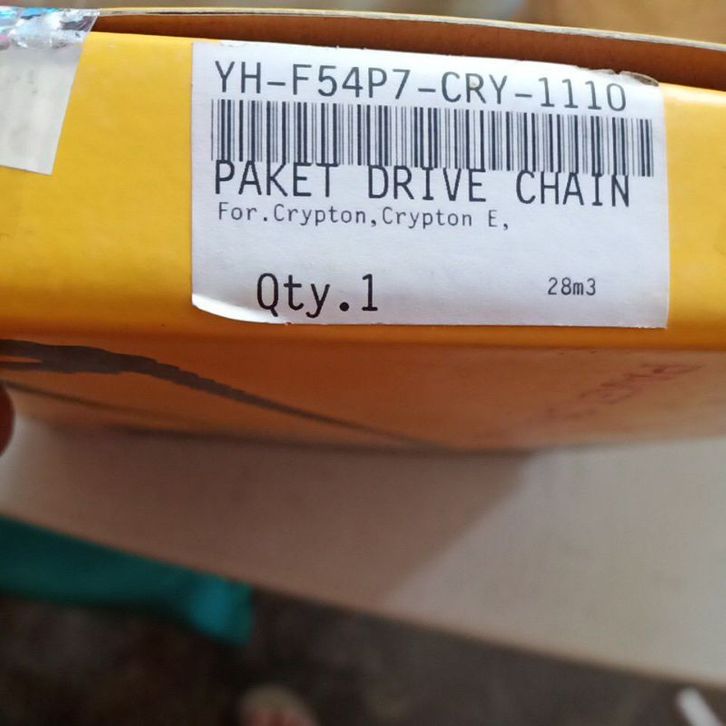 YH-F54P7-CRY-1110
PAKET DRIVE CHAIN
For.Crypton,Crypton E,
Qty.1
28m3